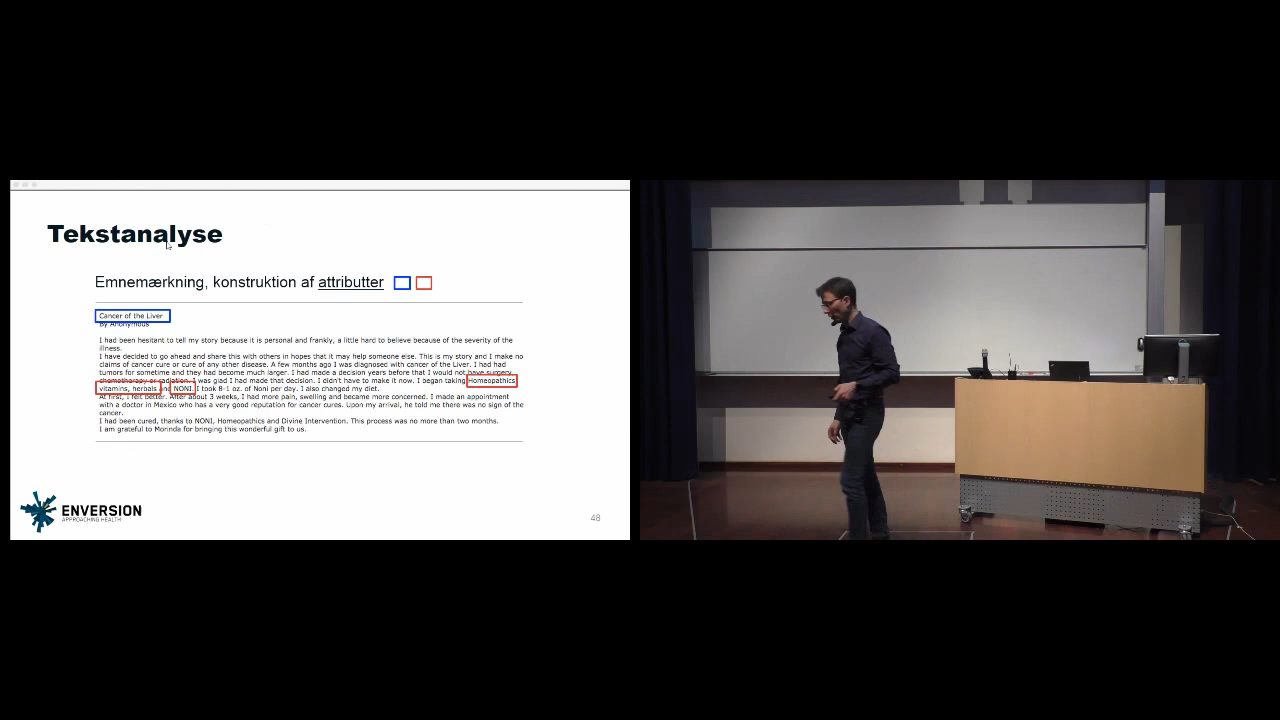 Tekstanalyse
Emnemærkning, konstruktion af attributter
Cancer of the Liver
By Anonymous
I had been hesitant to tell my story because it is personal and frankly, a little hard to believe because of the severity of the
illness.
I have decided to go ahead and share this with others in hopes that it may help someone else. This is my story and I make no
claims of cancer cure or cure of any other disease. A few months ago I was diagnosed with cancer of the Liver. I had had
tumors for sometime and they had become much larger. I had made a decision years before that I would not have surgery
chemotherapy or radiation. I was glad I had made that decision. I didn't have to make it now. I began taking Homeopathics
vitamins, herbals and NONI. I took 8-1 oz. of Noni per day. I also changed my diet.
At first, I felt better. After about 3 weeks, I had more pain, swelling and became more concerned. I made an appointment
with a doctor in Mexico who has a very good reputation for cancer cures. Upon my arrival, he told me there was no sign of the
cancer.
I had been cured, thanks to NONI, Homeopathics and Divine Intervention. This process was no more than two months.
I am grateful to Morinda for bringing this wonderful gift to us.
ENVERSION
APPROACHING HEALTH
48